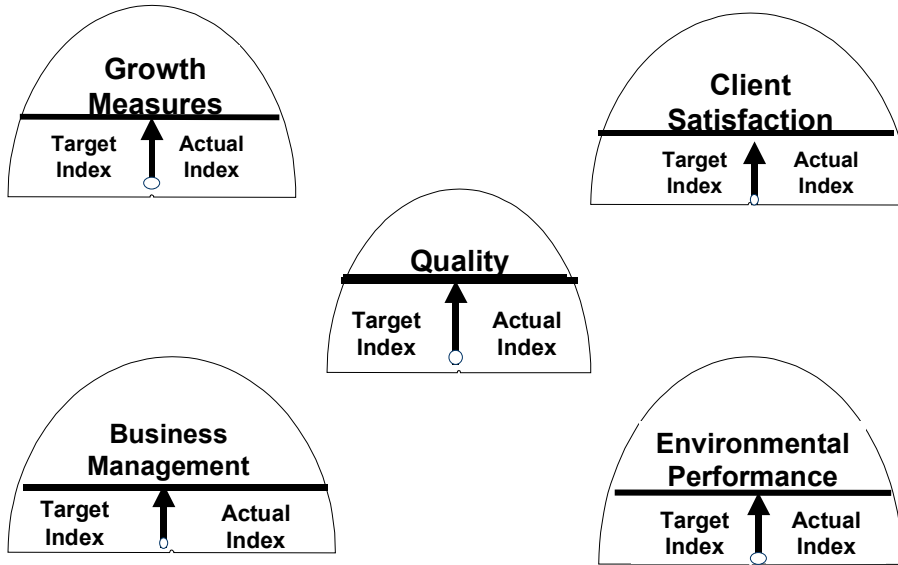 Growth
Measures
Target
Index
Actual
Index
Client
Satisfaction
Target
Index
Actual
Index
Quality
Target
Index
Actual
Index
Business
Management
Target
Index
Actual
Index
Environmental
Performance
Target
Index
Actual
Index